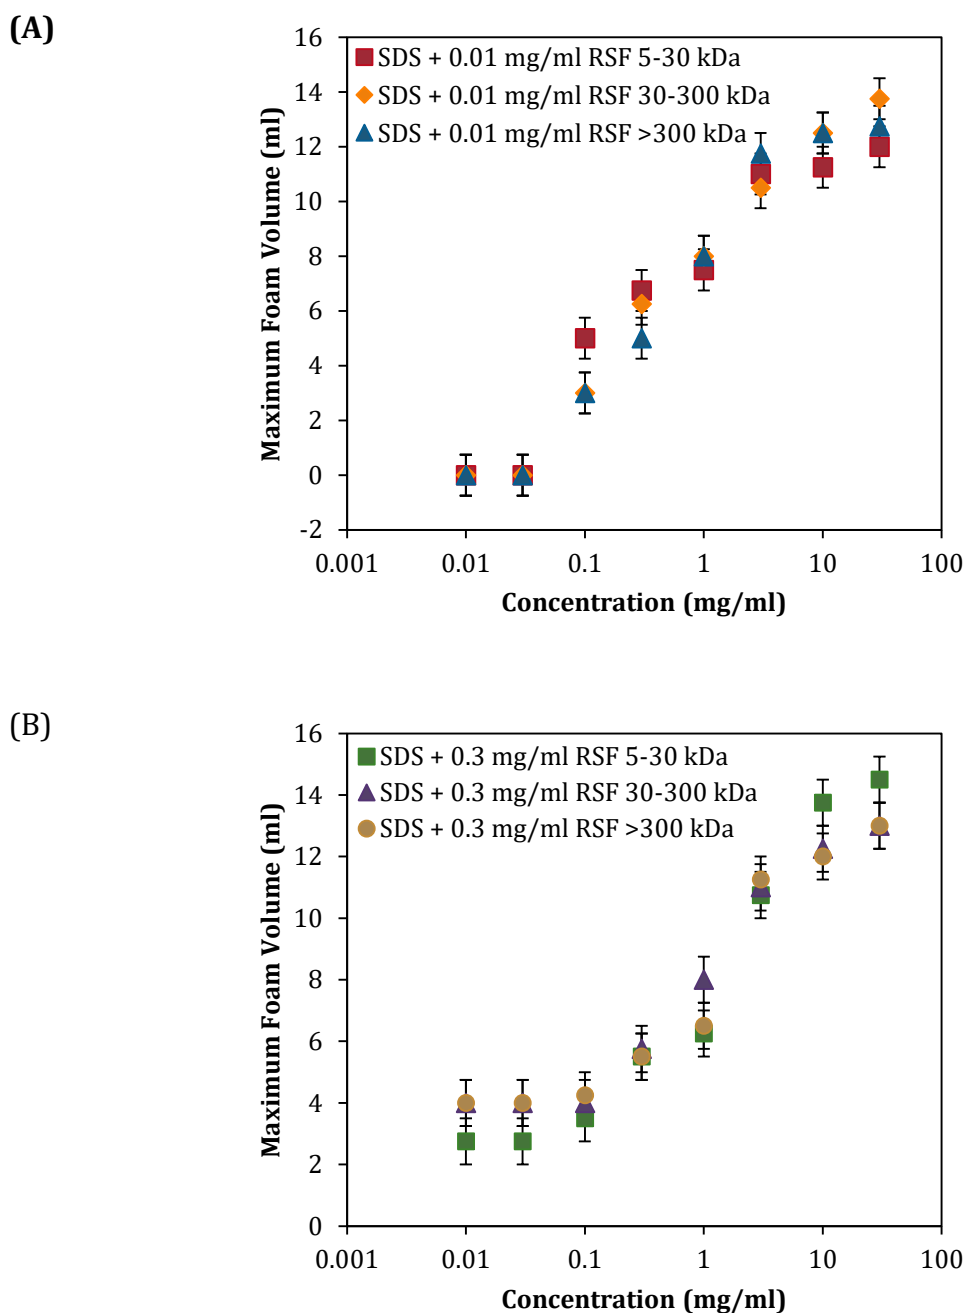 (A)
16
14
12
10
8
6
4
2
0
-2
SDS + 0.01 mg/ml RSF 5-30 kDa
SDS + 0.01 mg/ml RSF 30-300 kDa
SDS + 0.01 mg/ml RSF >300 kDa
Maximum Foam Volume (ml)
0.001 0.01 0.1 1 10 100
Concentration (mg/ml)
(B)
16
14
12
10
8
6
4
2
0
SDS + 0.3 mg/ml RSF 5-30 kDa
SDS + 0.3 mg/ml RSF 30-300 kDa
SDS + 0.3 mg/ml RSF >300 kDa
Maximum Foam Volume (ml)
0.001 0.01 0.1 1 10 100
Concentration (mg/ml)